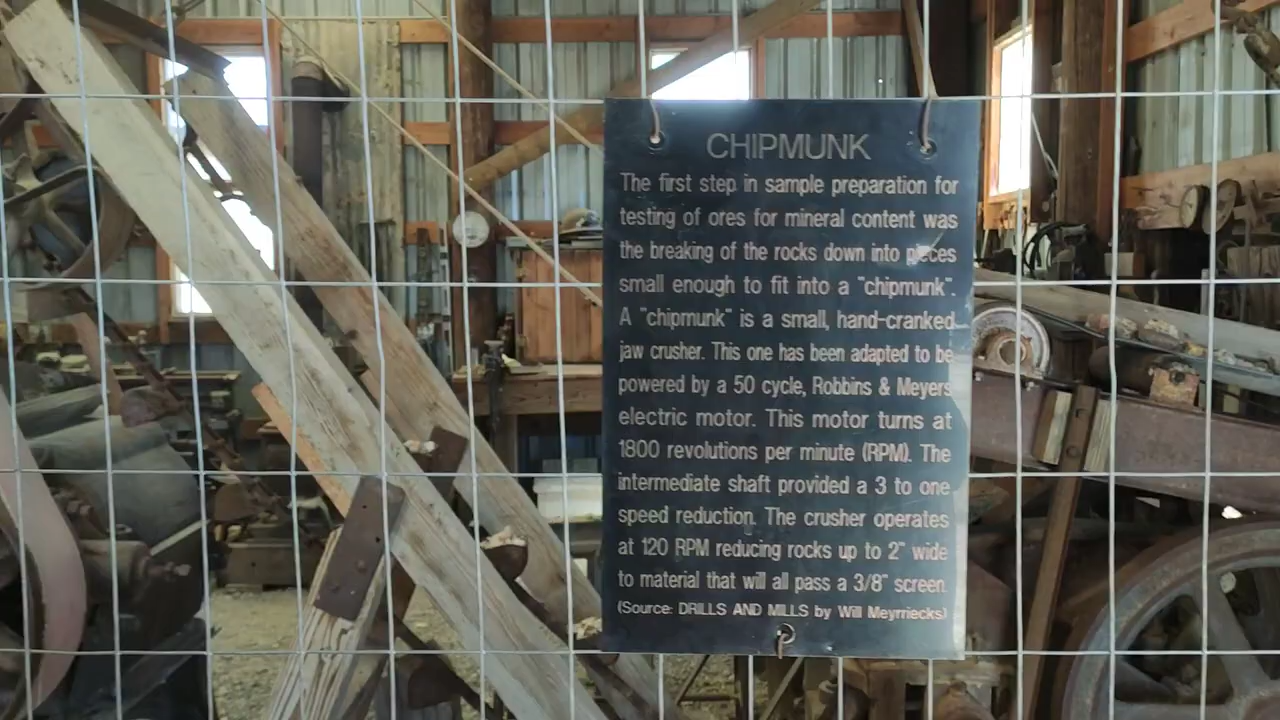 CHIPMUNK
The first step in sample preparation for
testing of ores for mineral content was
the breaking of the rocks down into pieces
small enough to fit into a "chipmunk".
A "chipmunk" is a small, hand-cranked
jaw crusher. This one has been adapted to be
powered by a 50 cycle, Robbins & Meyers
electric motor. This motor turns at
1800 revolutions per minute (RPM). The
intermediate shaft provided a 3 to one
speed reduction. The crusher operates
at 120 RPM reducing rocks up to 2" wide
to material that will all pass a 3/8" screen.
(Source: DRILLS AND MILLS by Will Meyrriecks)